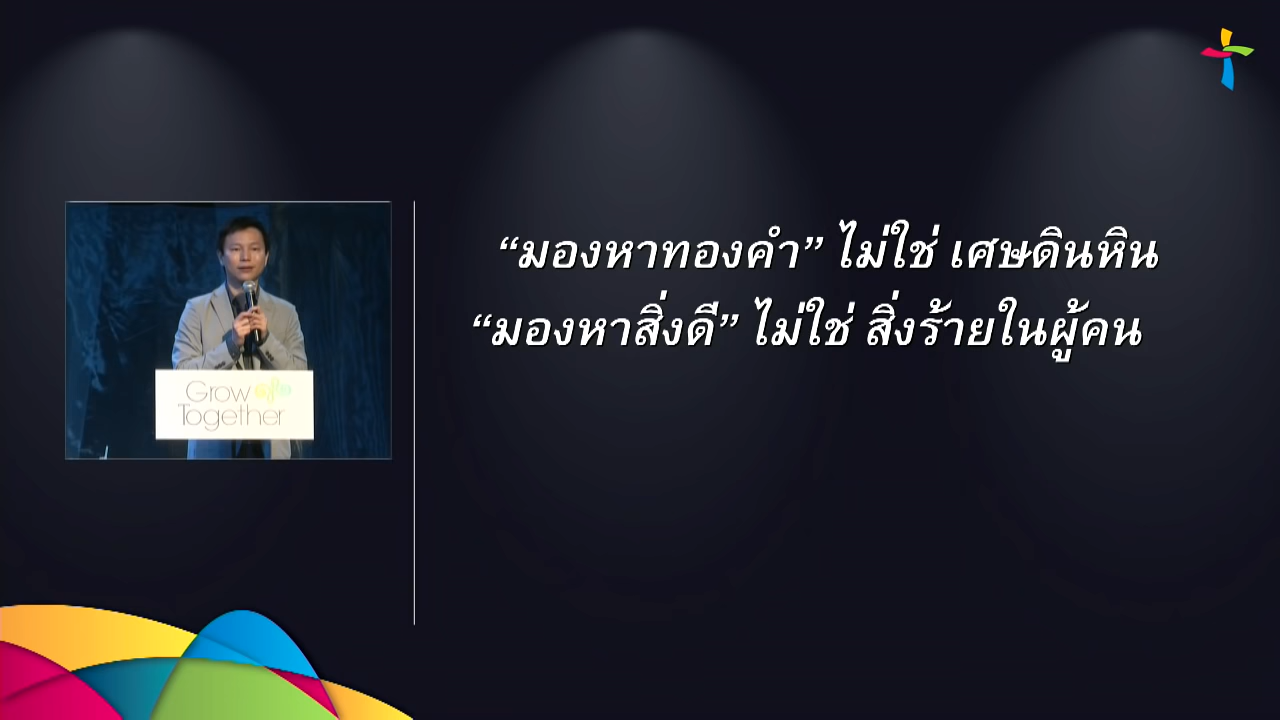 “มองหาทองคำ” ไม่ใช่ เศษดินหิน
“มองหาสิ่งดี” ไม่ใช่ สิ่งร้ายในผู้คน
Grow
Together